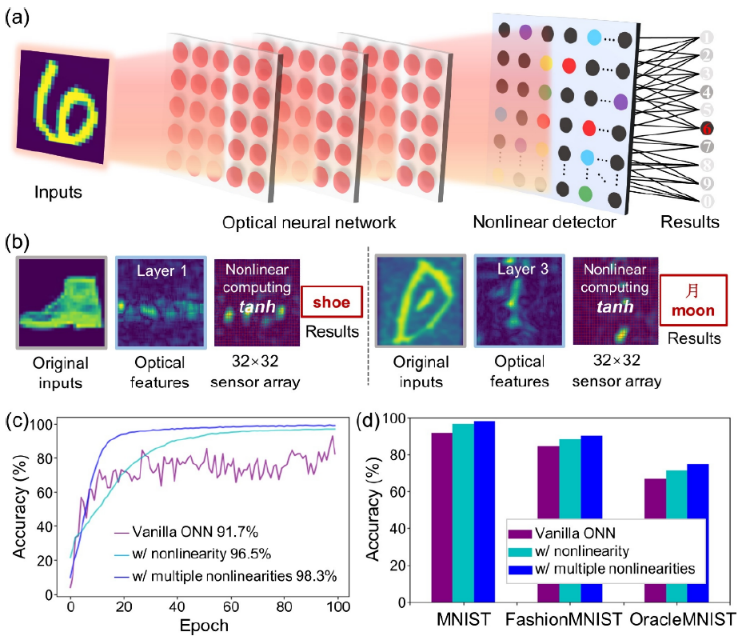 (a)
Inputs
Optical neural network
Nonlinear detector
Results
1
2
3
4
5
6
7
8
9
0
(b)
Original
inputs
Layer 1
Optical
features
Nonlinear
computing
tanh
32×32
sensor array
shoe
Results
Original
inputs
Layer 3
Optical
features
Nonlinear
computing
tanh
32×32
sensor array
月
moon
Results
(c)
Accuracy (%)
100
80
60
40
20
0
Vanilla ONN 91.7%
w/ nonlinearity 96.5%
w/ multiple nonlinearities 98.3%
0 20 40 60 80 100
Epoch
(d)
Accuracy (%)
100
80
60
40
20
0
Vanilla ONN
w/ nonlinearity
w/ multiple nonlinearities
MNIST FashionMNIST OracleMNIST